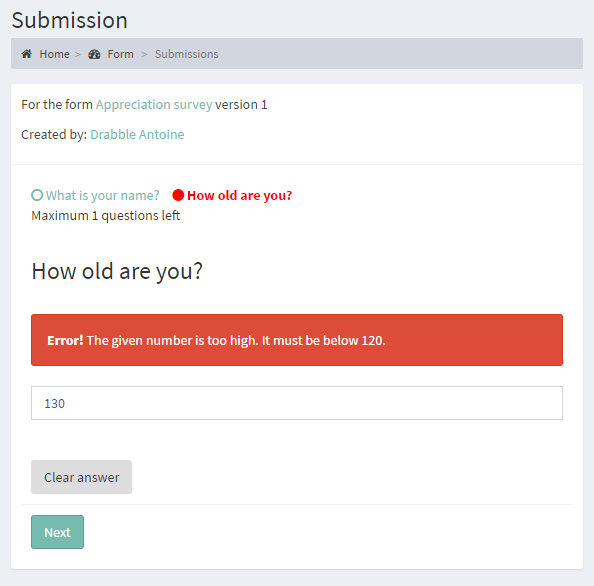 Submission
Home > Form > Submissions
For the form Appreciation survey version 1
Created by: Drabble Antoine
What is your name? How old are you?
Maximum 1 questions left
How old are you?
Error! The given number is too high. It must be below 120.
130
Clear answer
Next